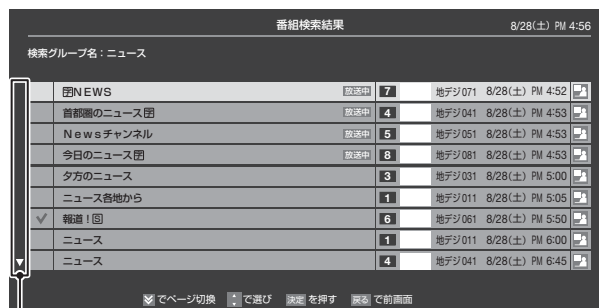 番組検索結果 8/28(土) PM 4:56
検索グループ名：ニュース
字NEWS 放送中 7 地デジ071 8/28(土) PM 4:52
首都圏のニュース字 放送中 4 地デジ041 8/28(土) PM 4:53
Newsチャンネル 放送中 5 地デジ051 8/28(土) PM 4:53
今日のニュース字 放送中 8 地デジ081 8/28(土) PM 4:53
夕方のニュース 3 地デジ031 8/28(土) PM 5:00
ニュース各地から 1 地デジ011 8/28(土) PM 5:05
報道！S 6 地デジ061 8/28(土) PM 5:50
ニュース 1 地デジ011 8/28(土) PM 6:00
ニュース 4 地デジ041 8/28(土) PM 6:45
でページ切換 で選び 決定 を押す 戻る で前画面